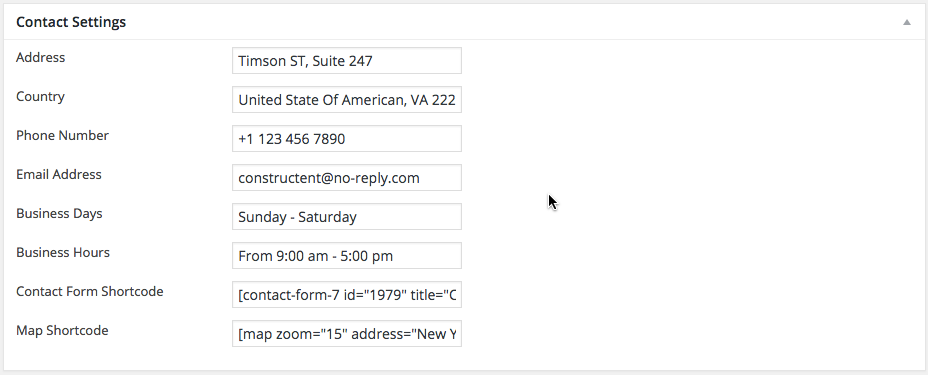 Contact Settings
Address
Timson ST, Suite 247
Country
United State Of American, VA 222
Phone Number
+1 123 456 7890
Email Address
constructent@no-reply.com
Business Days
Sunday - Saturday
Business Hours
From 9:00 am - 5:00 pm
Contact Form Shortcode
[contact-form-7 id="1979" title="C
Map Shortcode
[map zoom="15" address="New Y